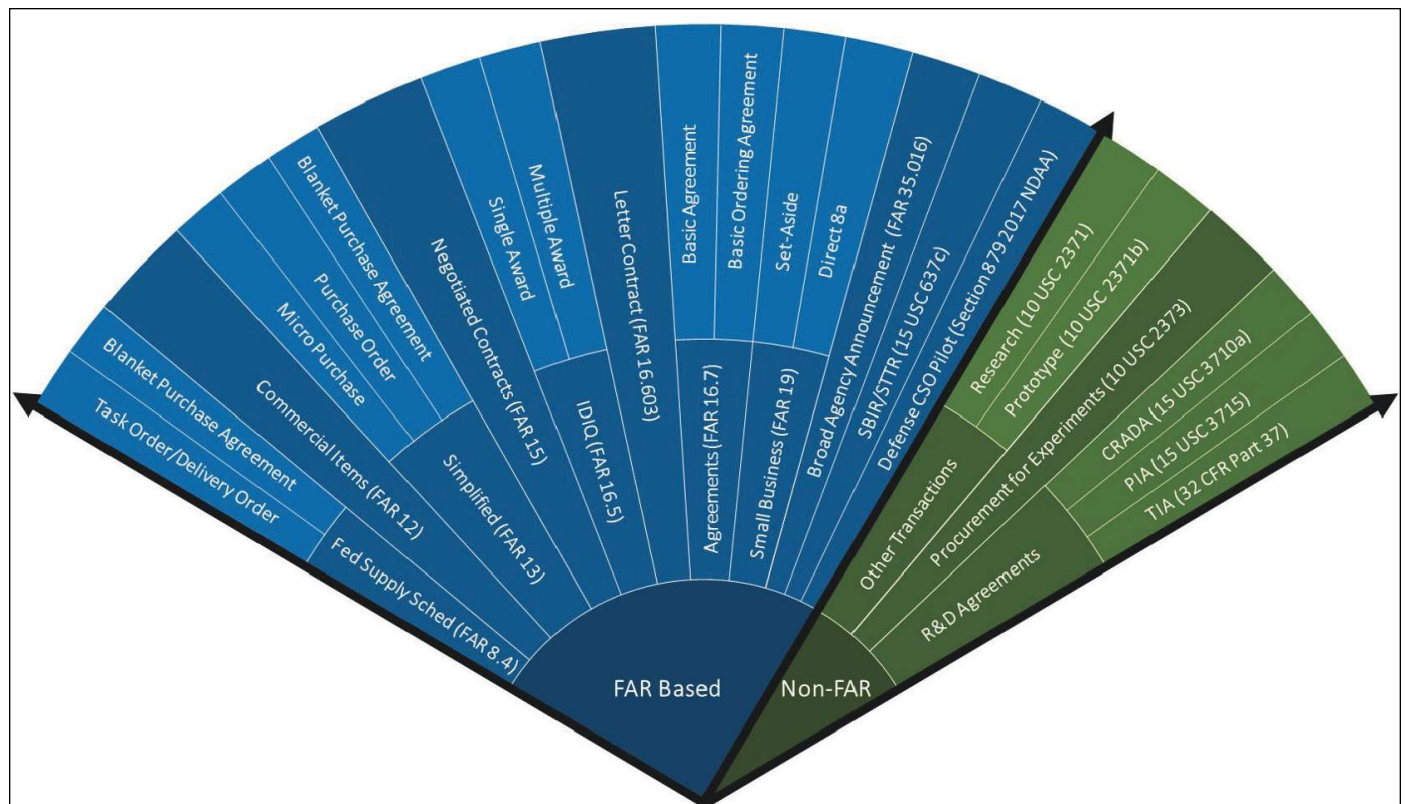 Task Order/Delivery Order
Blanket Purchase Agreement
Fed Supply Sched (FAR 8.4)
Commercial Items (FAR 12)
Micro Purchase
Purchase Order
Blanket Purchase Agreement
Simplified (FAR 13)
Negotiated Contracts (FAR 15)
Single Award
Multiple Award
IDIQ (FAR 16.5)
Letter Contract (FAR 16.603)
Basic Agreement
Basic Ordering Agreement
Agreements (FAR 16.7)
Set-Aside
Direct 8a
Small Business (FAR 19)
Broad Agency Announcement (FAR 35.016)
SBIR/STTR (15 USC 637c)
Defense CSO Pilot (Section 879 2017 NDAA)
Research (10 USC 2371)
Prototype (10 USC 2371b)
Other Transactions
Procurement for Experiments (10 USC 2373)
CRADA (15 USC 3710a)
PIA (15 USC 3715)
TIA (32 CFR Part 37)
R&D Agreements
FAR Based
Non-FAR